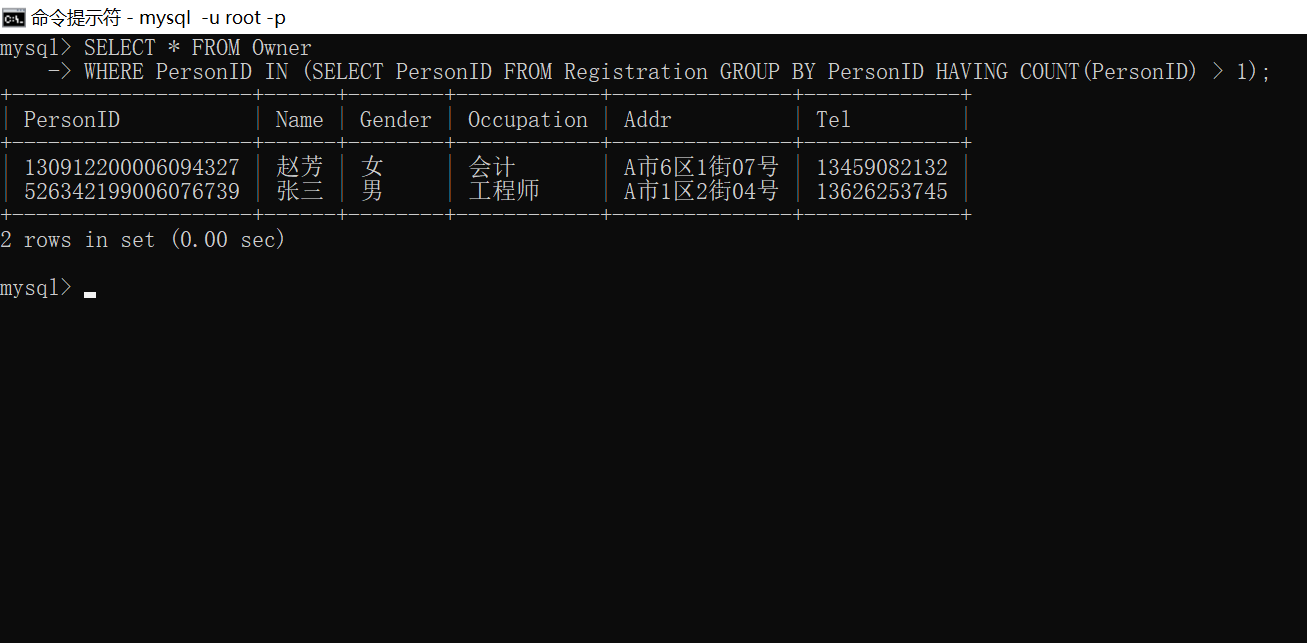 命令提示符 - mysql  -u root -p
mysql> SELECT * FROM Owner
    -> WHERE PersonID IN (SELECT PersonID FROM Registration GROUP BY PersonID HAVING COUNT(PersonID) > 1);
+--------------------+------+--------+------------+---------------+-------------+
| PersonID           | Name | Gender | Occupation | Addr          | Tel         |
+--------------------+------+--------+------------+---------------+-------------+
| 130912200006094327 | 赵芳 | 女     | 会计       | A市6区1街07号 | 13459082132 |
| 526342199006076739 | 张三 | 男     | 工程师     | A市1区2街04号 | 13626253745 |
+--------------------+------+--------+------------+---------------+-------------+
2 rows in set (0.00 sec)
mysql>